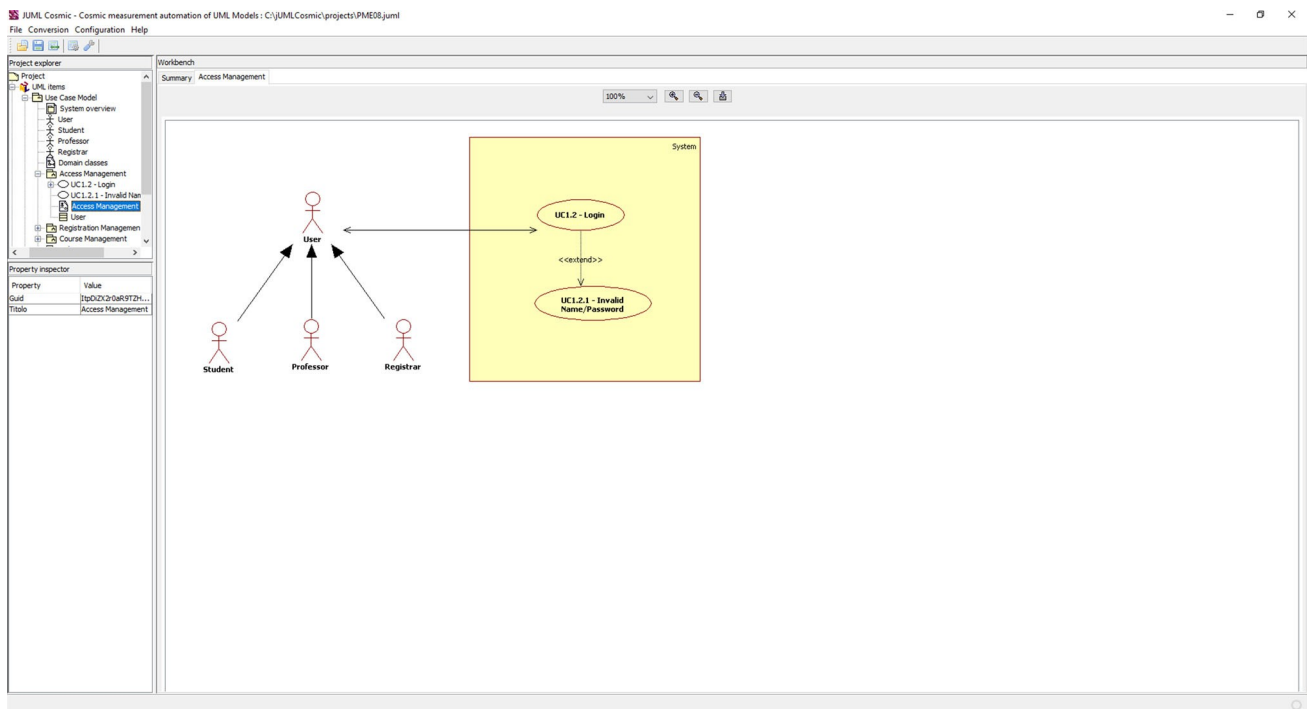 JUML Cosmic - Cosmic measurement automation of UML Models : C:\jUMLCosmic\projects\PME08.juml
File Conversion Configuration Help
Project explorer
Project
UML items
Use Case Model
System overview
User
Student
Professor
Registrar
Domain classes
Access Management
UC1.2 - Login
UC1.2.1 - Invalid Nan
Access Management
User
Registration Managemen
Course Management
Property inspector
Property Value
Guid ItpDiZX2r0aR9TZH...
Titolo Access Management
Workbench
Summary Access Management
100%
System
User
UC1.2 - Login
<<extend>>
UC1.2.1 - Invalid
Name/Password
Student
Professor
Registrar